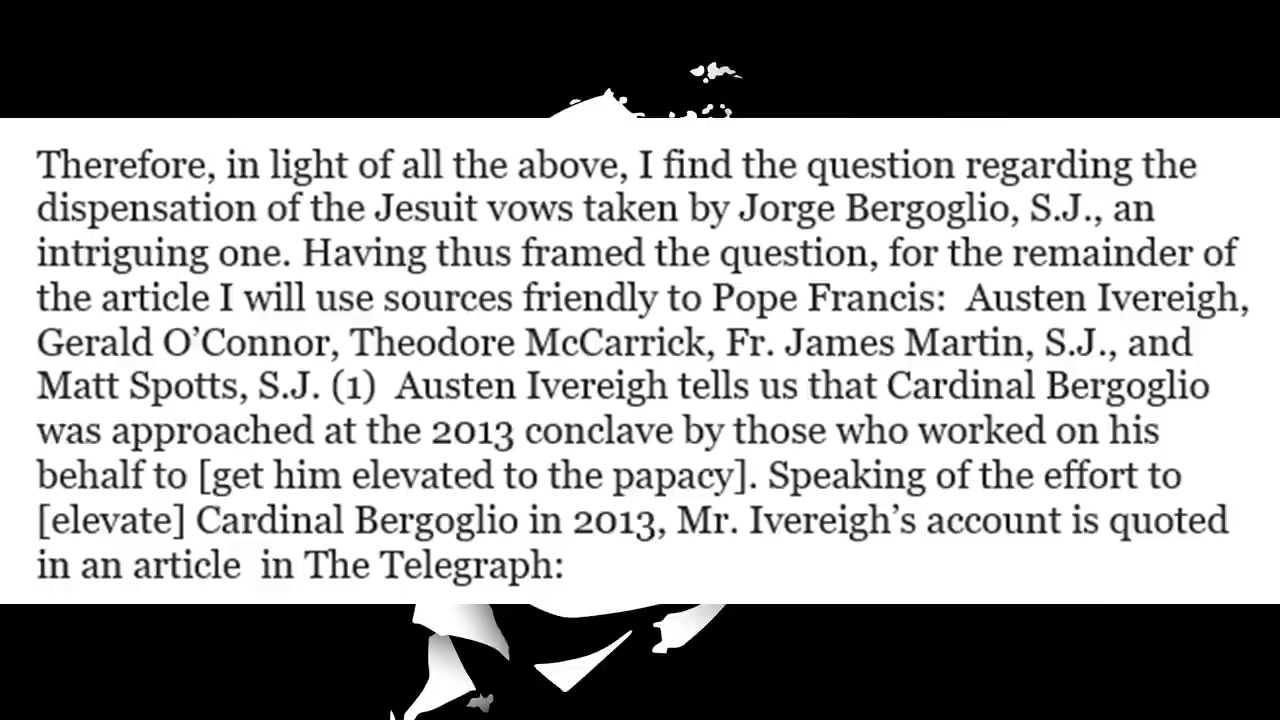 Therefore, in light of all the above, I find the question regarding the
dispensation of the Jesuit vows taken by Jorge Bergoglio, S.J., an
intriguing one. Having thus framed the question, for the remainder of
the article I will use sources friendly to Pope Francis:  Austen Ivereigh,
Gerald O’Connor, Theodore McCarrick, Fr. James Martin, S.J., and
Matt Spotts, S.J. (1)  Austen Ivereigh tells us that Cardinal Bergoglio
was approached at the 2013 conclave by those who worked on his
behalf to [get him elevated to the papacy]. Speaking of the effort to
[elevate] Cardinal Bergoglio in 2013, Mr. Ivereigh’s account is quoted
in an article  in The Telegraph: